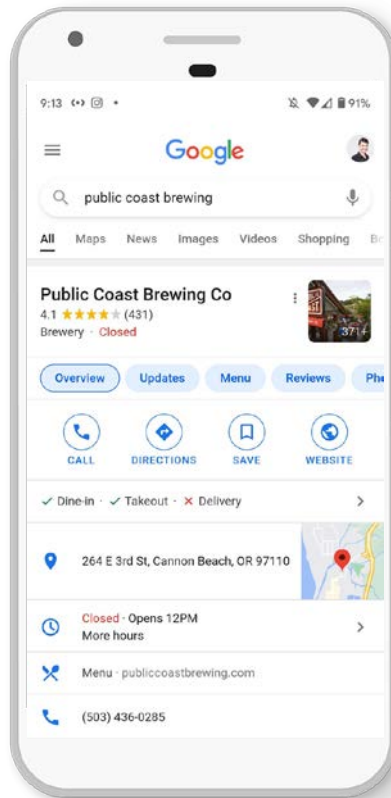 9:13 91%
Google
public coast brewing
All Maps News Images Videos Shopping
Public Coast Brewing Co
4.1 (431)
Brewery · Closed
371+
Overview Updates Menu Reviews Pho
CALL DIRECTIONS SAVE WEBSITE
Dine-in · Takeout · Delivery
264 E 3rd St, Cannon Beach, OR 97110
Closed · Opens 12PM
More hours
Menu · publiccoastbrewing.com
(503) 436-0285